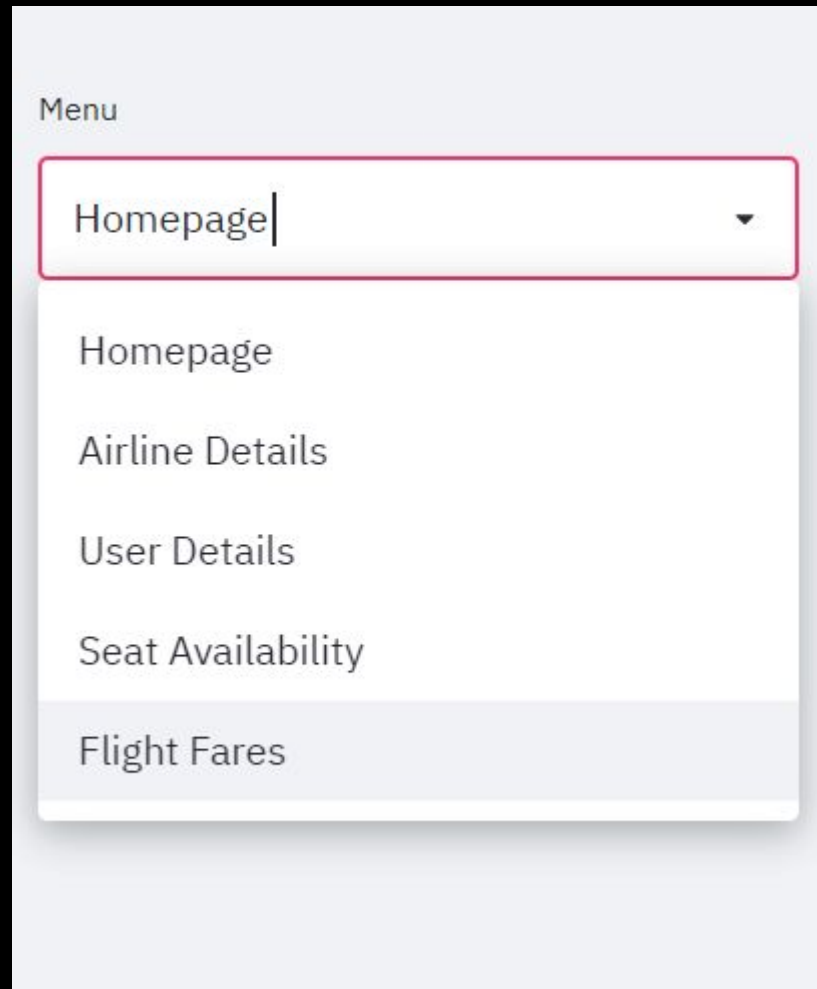 Menu
Homepage
Homepage
Airline Details
User Details
Seat Availability
Flight Fares